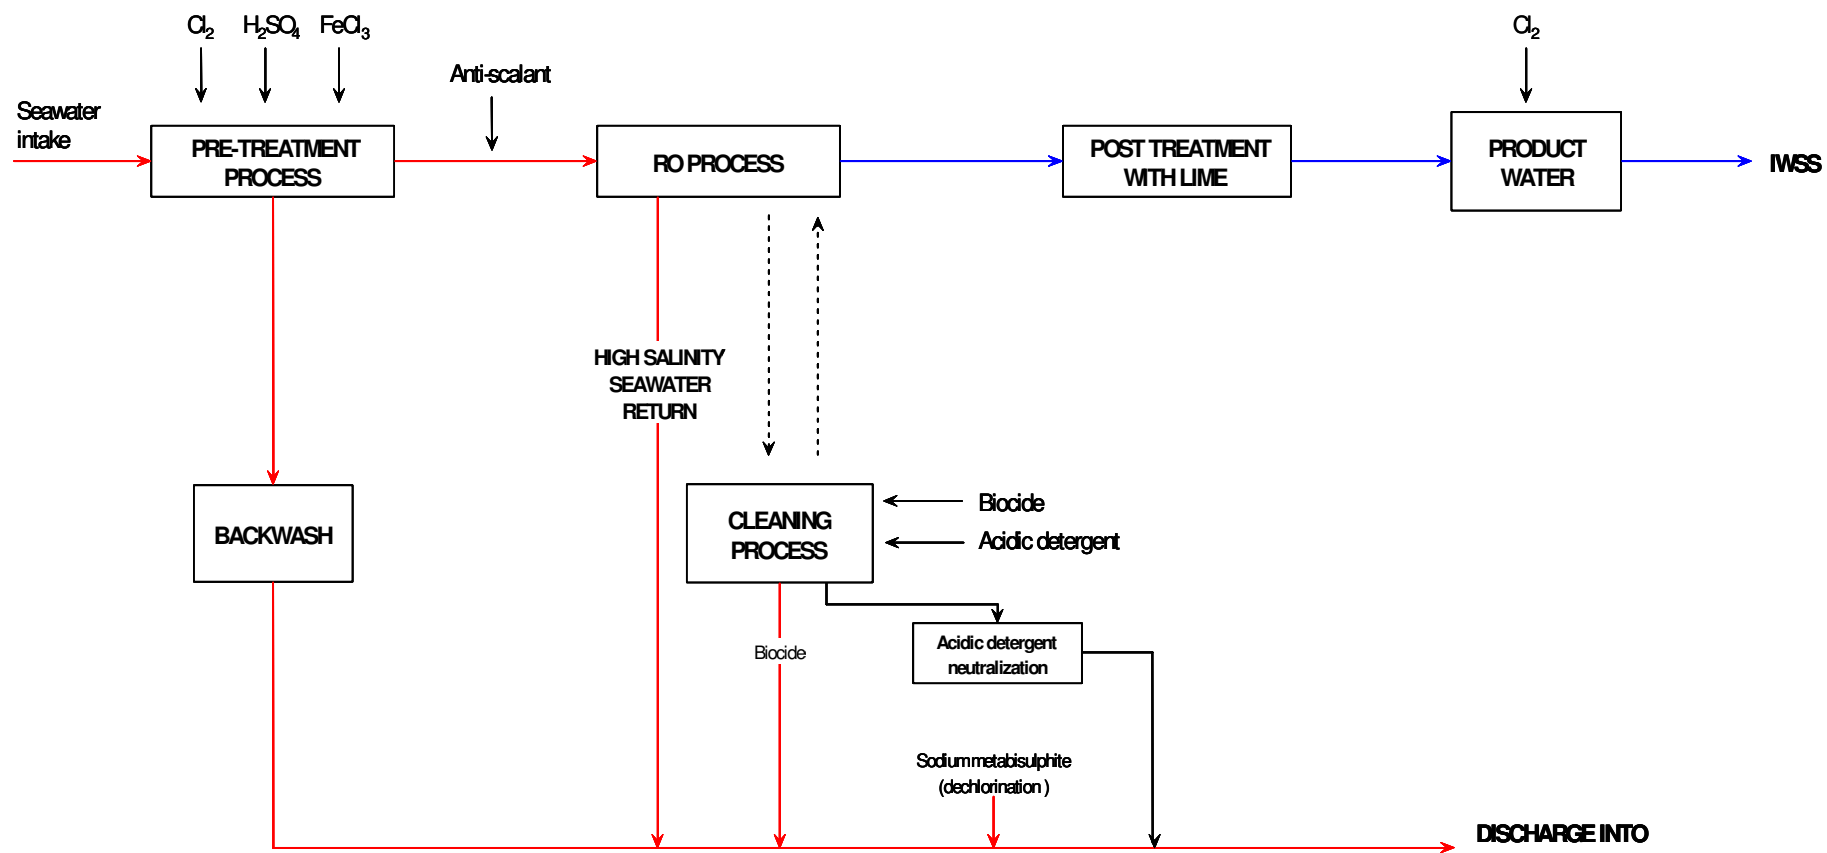 Cl₂
H₂SO₄
FeCl₃
Cl₂
Anti-scalant
Seawater
intake
PRE-TREATMENT
PROCESS
RO PROCESS
POST TREATMENT
WITH LIME
PRODUCT
WATER
IWSS
HIGH SALINITY
SEAWATER
RETURN
BACKWASH
CLEANING
PROCESS
Biocide
Acidic detergent
Biocide
Acidic detergent
neutralization
Sodium metabisulphite
(dechlorination )
DISCHARGE INTO